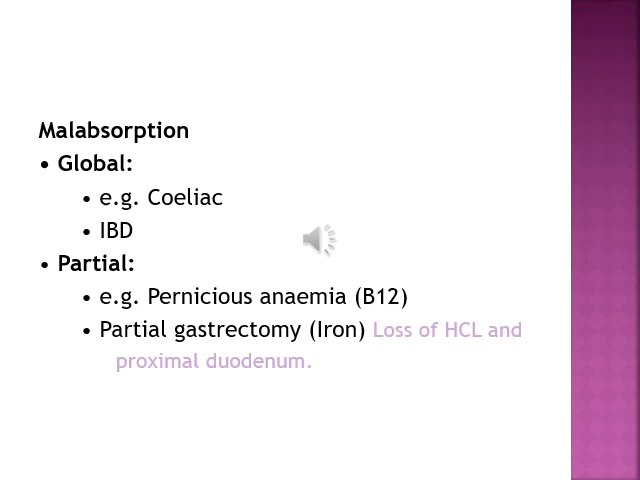 Malabsorption
• Global:
• e.g. Coeliac
• IBD
• Partial:
• e.g. Pernicious anaemia (B12)
• Partial gastrectomy (Iron) Loss of HCL and
proximal duodenum.